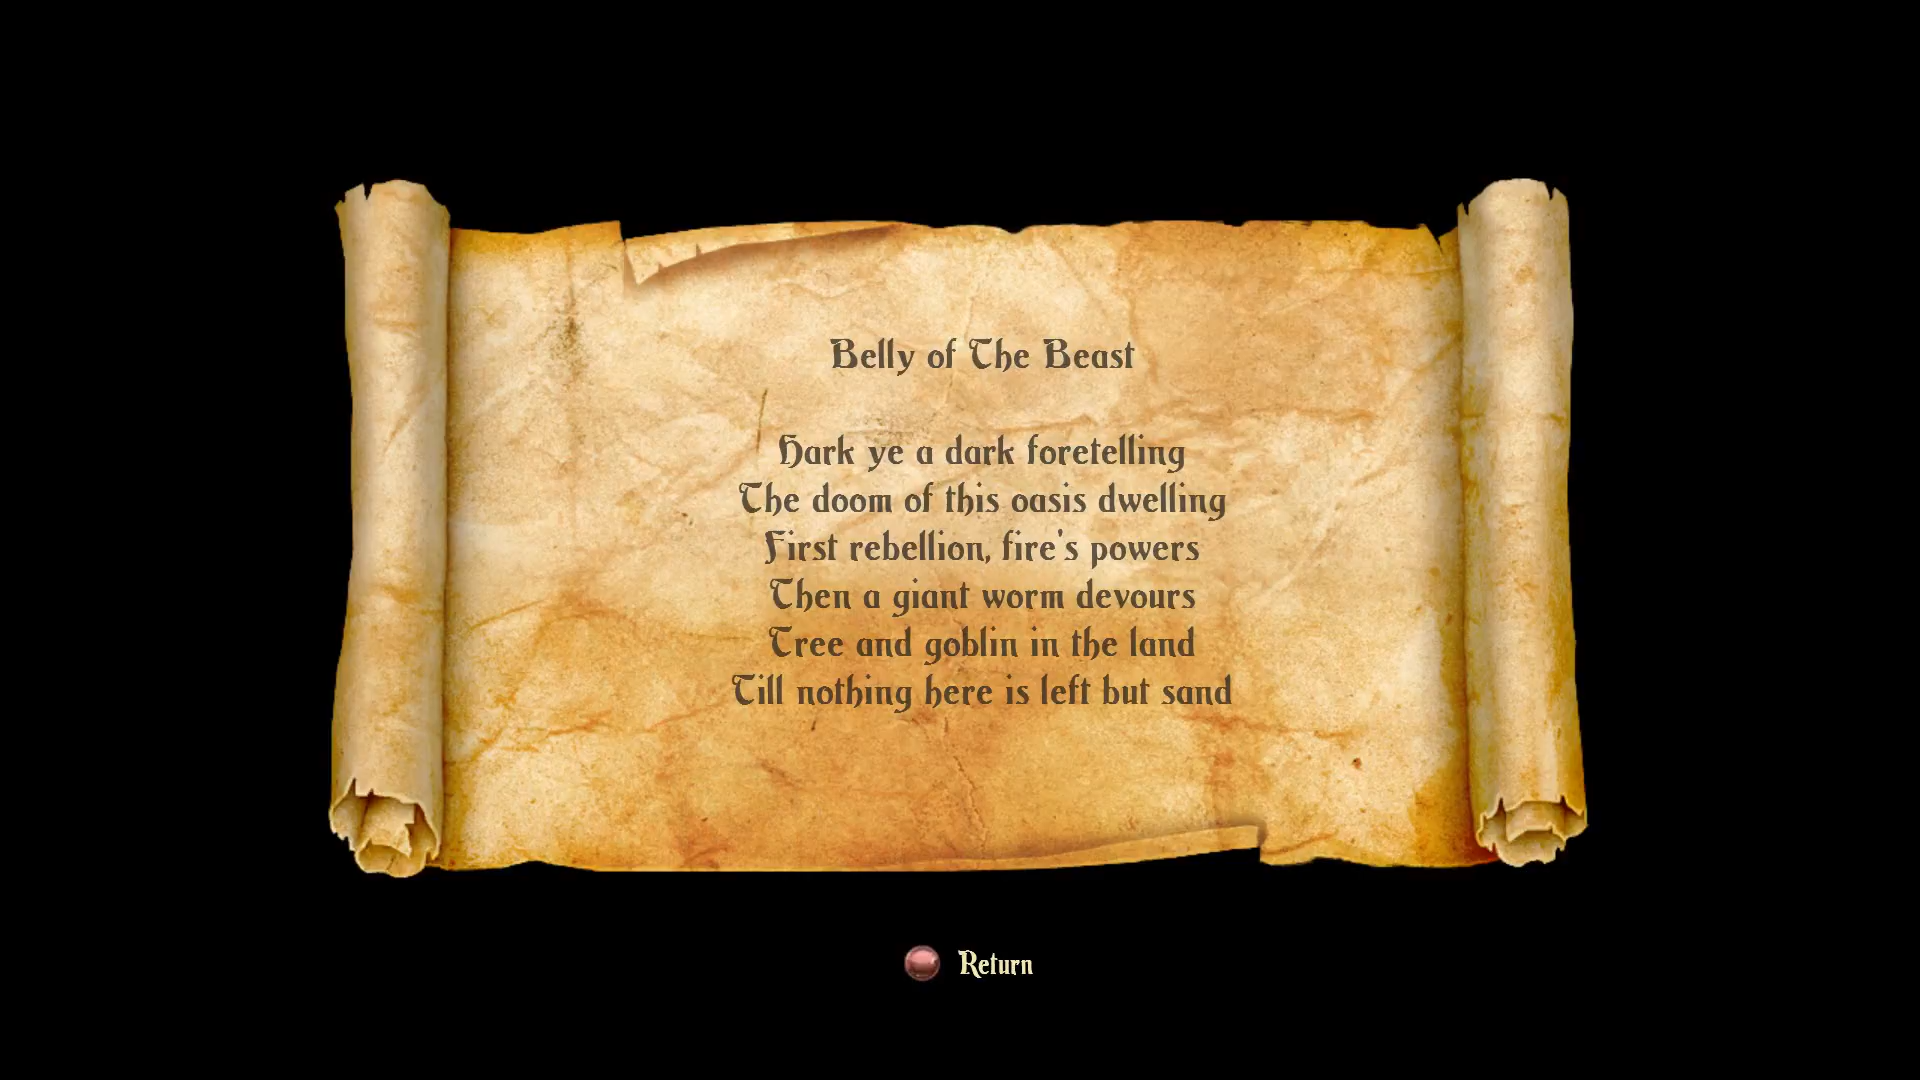 Belly of The Beast
Hark ye a dark foretelling
The doom of this oasis dwelling
First rebellion, fire's powers
Then a giant worm devours
Tree and goblin in the land
Till nothing here is left but sand
Return